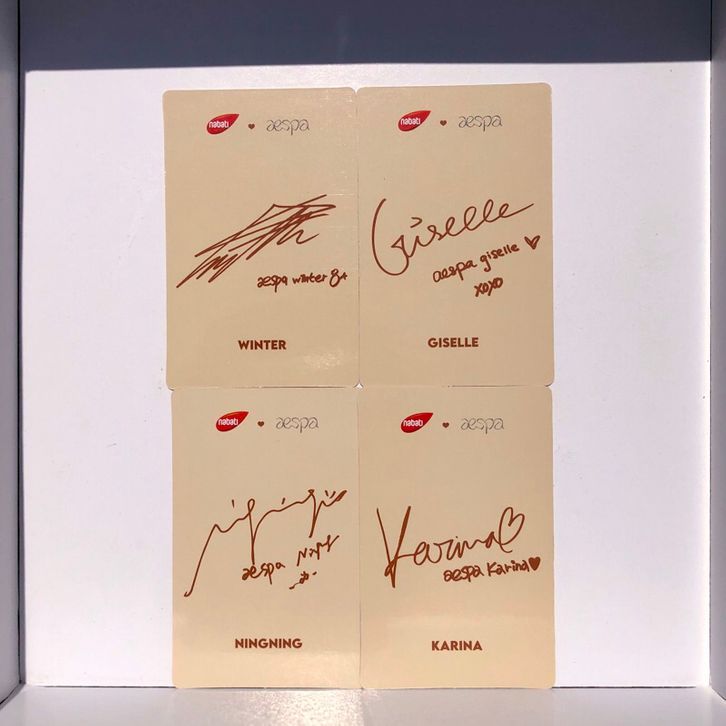 nabati ♥ aespa
aespa winter
WINTER
nabati ♥ aespa
Giselle
aespa giselle ♡
xoxo
GISELLE
nabati ♥ aespa
aespa
NINGNING
nabati ♥ aespa
Karina♡
aespa Karina♥
KARINA